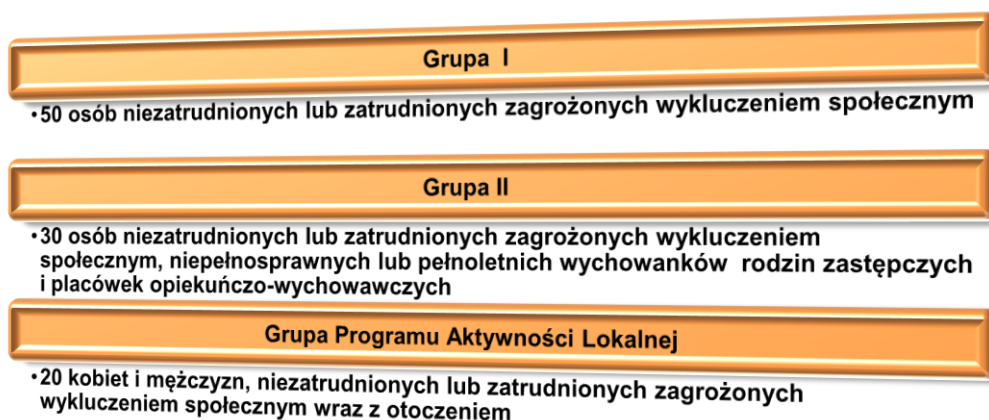 Grupa I
•50 osób niezatrudnionych lub zatrudnionych zagrożonych wykluczeniem społecznym
Grupa II
•30 osób niezatrudnionych lub zatrudnionych zagrożonych wykluczeniem
społecznym, niepełnosprawnych lub pełnoletnich wychowanków rodzin zastępczych
i placówek opiekuńczo-wychowawczych
Grupa Programu Aktywności Lokalnej
•20 kobiet i mężczyzn, niezatrudnionych lub zatrudnionych zagrożonych
wykluczeniem społecznym wraz z otoczeniem